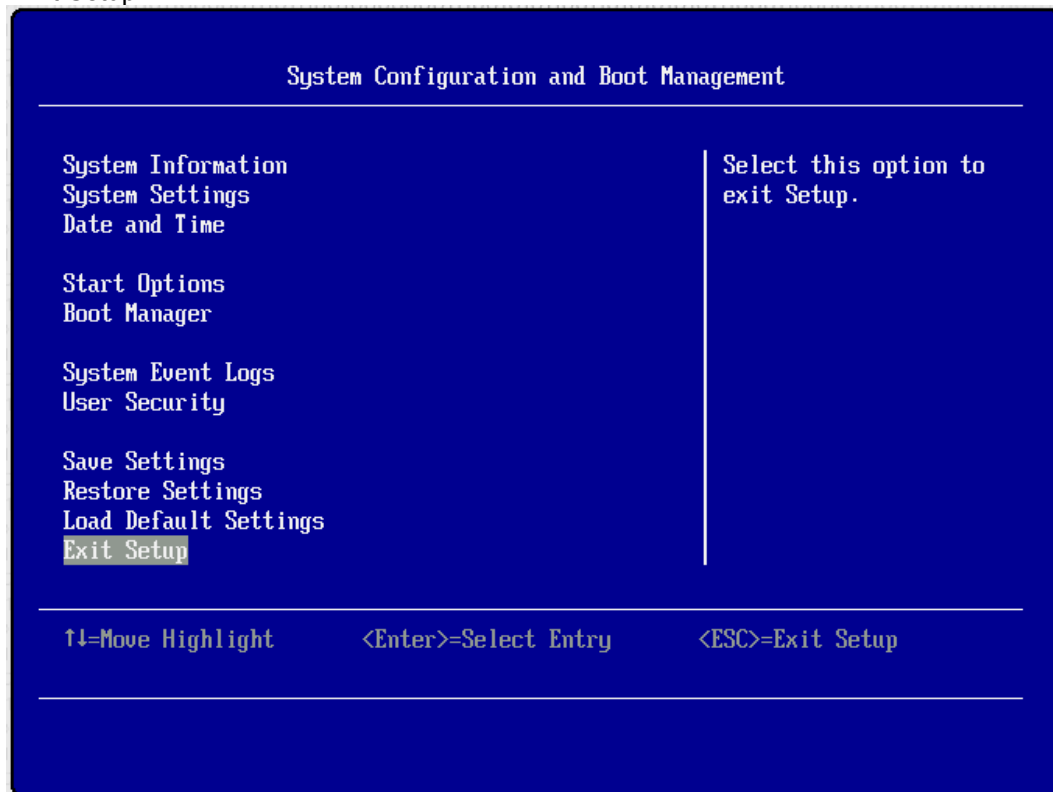 System Configuration and Boot Management
System Information
System Settings
Date and Time
Start Options
Boot Manager
System Event Logs
User Security
Save Settings
Restore Settings
Load Default Settings
Exit Setup
Select this option to
exit Setup.
↑↓=Move Highlight <Enter>=Select Entry <ESC>=Exit Setup